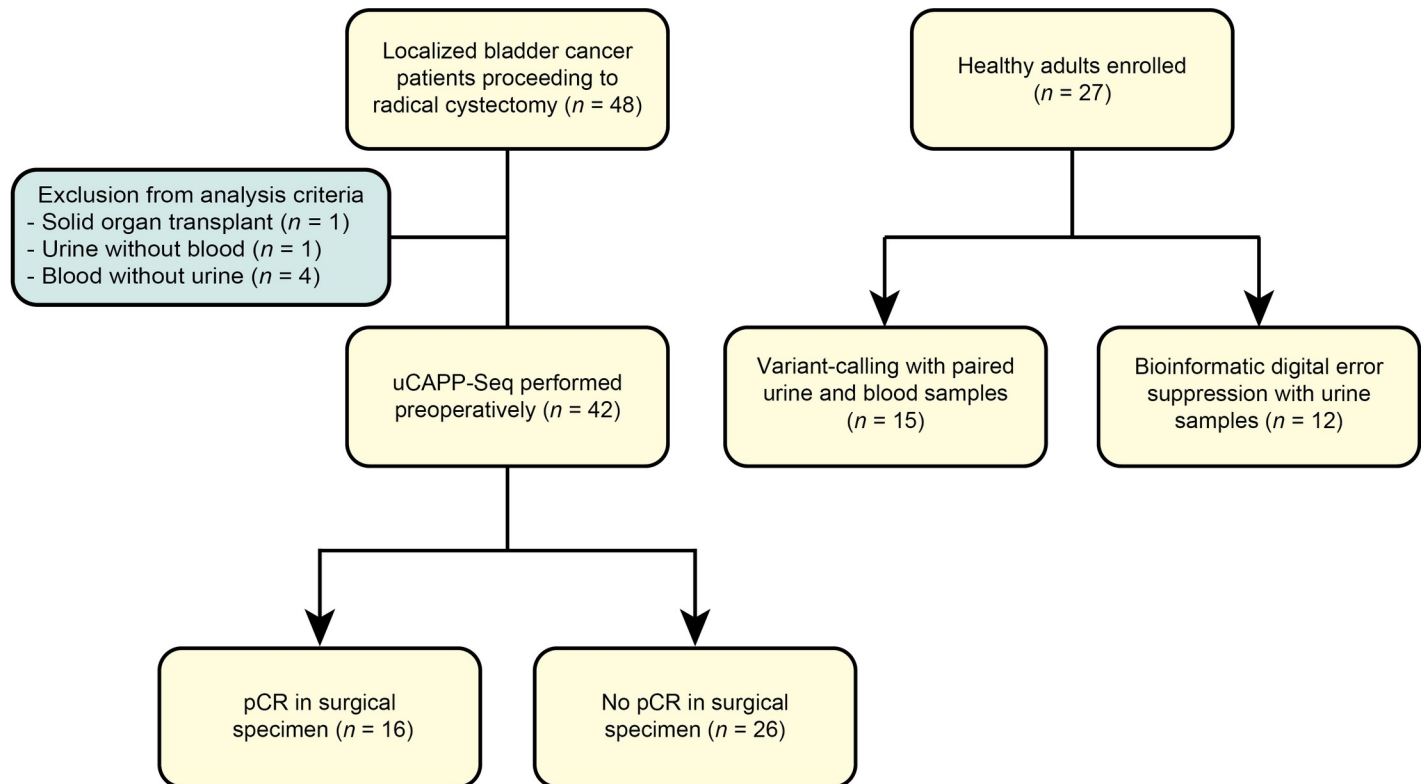 Localized bladder cancer
patients proceeding to
radical cystectomy (n = 48)
Healthy adults enrolled
(n = 27)
Exclusion from analysis criteria
- Solid organ transplant (n = 1)
- Urine without blood (n = 1)
- Blood without urine (n = 4)
uCAPP-Seq performed
preoperatively (n = 42)
Variant-calling with paired
urine and blood samples
(n = 15)
Bioinformatic digital error
suppression with urine
samples (n = 12)
pCR in surgical
specimen (n = 16)
No pCR in surgical
specimen (n = 26)